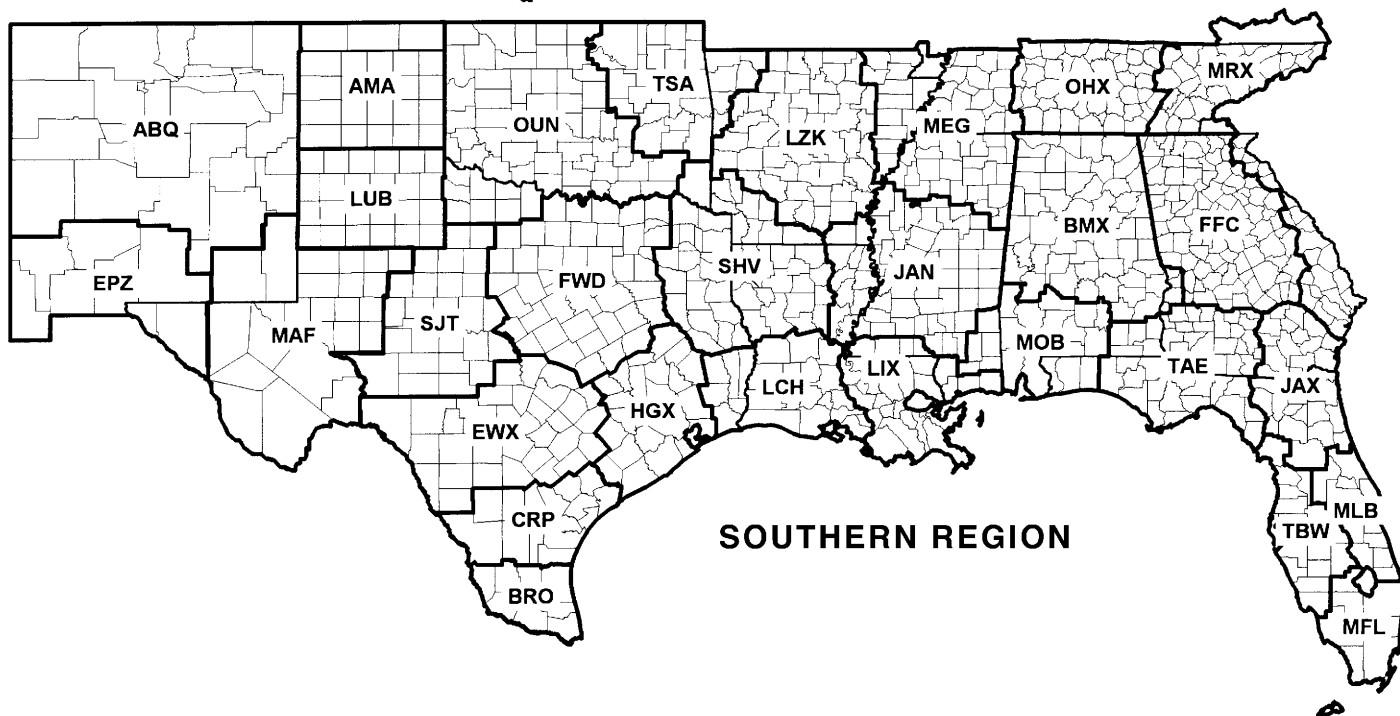 MRX
AMA
TSA
OHX
OUN
MEG
ABQ
LZK
LUB
BMX
FFC
SHV
JAN
EPZ
FWD
SJT
MAF
MOB
TAE
LIX
JAX
LCH
HGX
EWX
MLB
CRP
TBW
SOUTHERN REGION
BRO
MFL